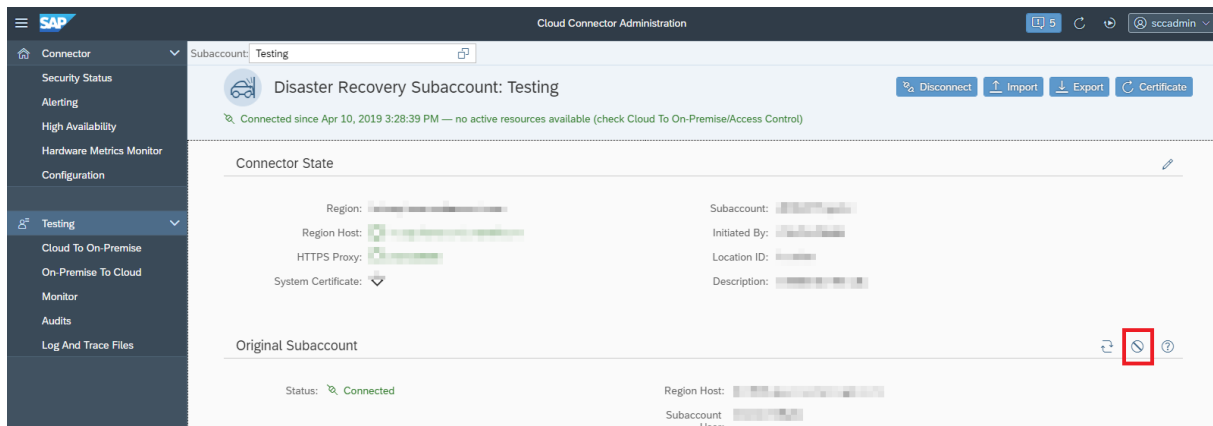 SAP Cloud Connector Administration 5 sccadmin
Connector
Subaccount: Testing
Security Status
Alerting
High Availability
Hardware Metrics Monitor
Configuration
Testing
Cloud To On-Premise
On-Premise To Cloud
Monitor
Audits
Log And Trace Files
Disaster Recovery Subaccount: Testing
Disconnect Import Export Certificate
Connected since Apr 10, 2019 3:28:39 PM — no active resources available (check Cloud To On-Premise/Access Control)
Connector State
Region:
Subaccount:
Region Host:
Initiated By:
HTTPS Proxy:
Location ID:
System Certificate:
Description:
Original Subaccount
Status: Connected
Region Host:
Subaccount